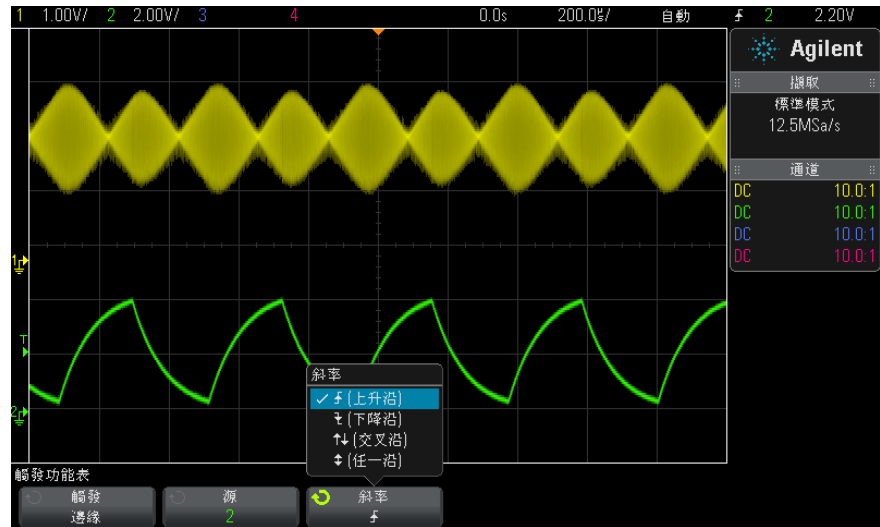 1 1.00V/ 2 2.00V/ 3 4 0.0s 200.0us/ 自動 2 2.20V
Agilent
擷取
標準模式
12.5MSa/s
通道
DC 10.0:1
DC 10.0:1
DC 10.0:1
DC 10.0:1
1
T
2
斜率
(上升沿)
(下降沿)
(交叉沿)
(任一沿)
觸發功能表
觸發
邊緣
源
2
斜率